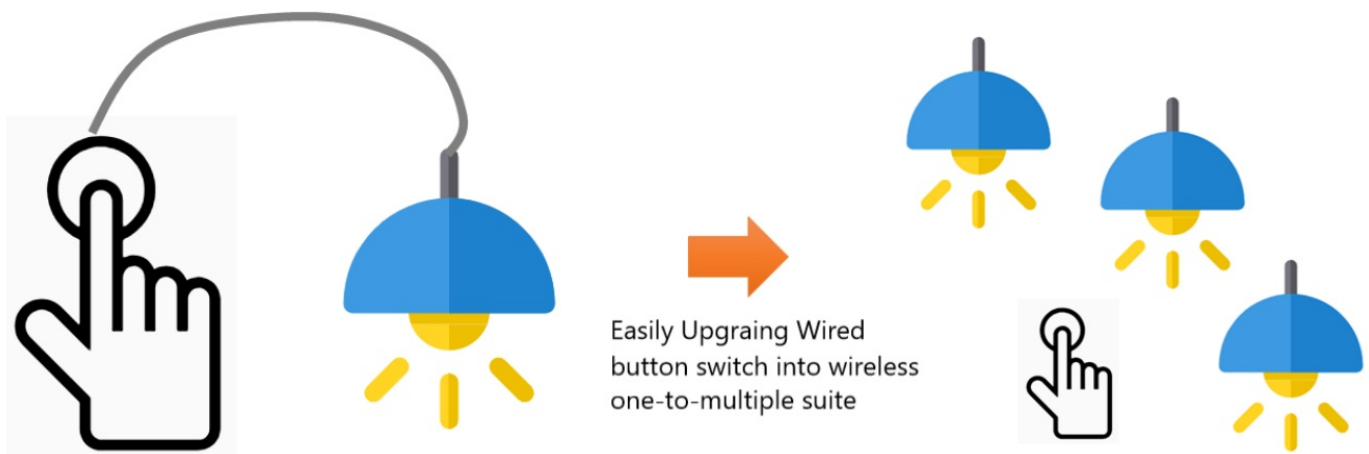 Easily Upgraing Wired
button switch into wireless
one-to-multiple suite